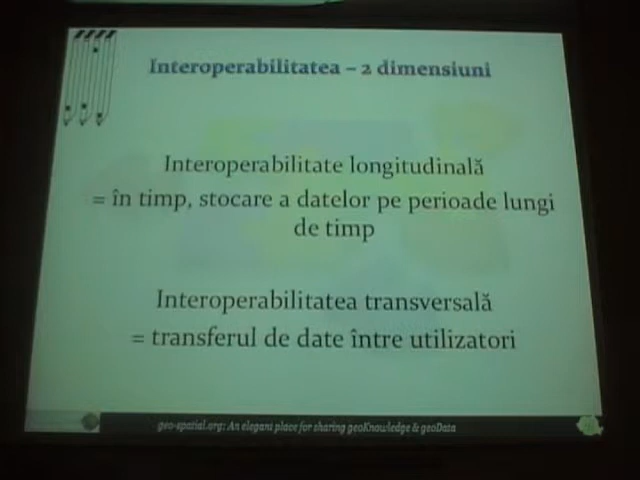 Interoperabilitatea – 2 dimensiuni
Interoperabilitate longitudinală
= în timp, stocare a datelor pe perioade lungi
de timp
Interoperabilitatea transversală
= transferul de date între utilizatori
geo-spatial.org: An elegant place for sharing geoKnowledge & geoData